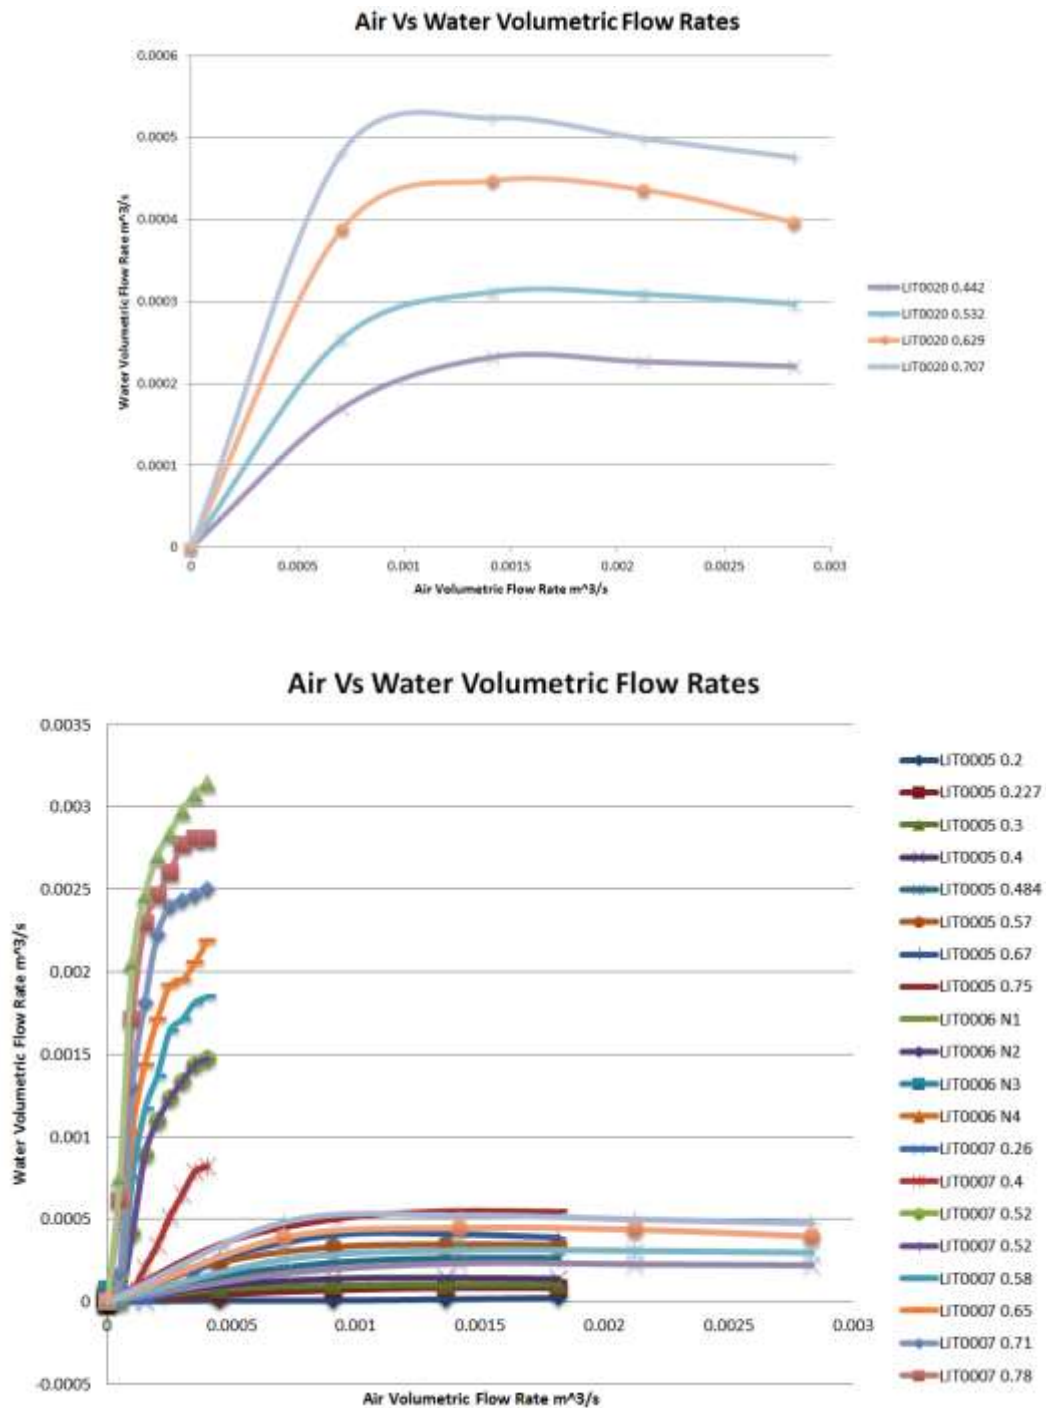 Air Vs Water Volumetric Flow Rates
0.0006
0.0005
0.0004
0.0003
0.0002
0.0001
0
Water Volumetric Flow Rate m^3/s
0 0.0005 0.001 0.0015 0.002 0.0025 0.003
Air Volumetric Flow Rate m^3/s
LIT0020 0.442
LIT0020 0.532
LIT0020 0.629
LIT0020 0.707
Air Vs Water Volumetric Flow Rates
0.0035
0.003
0.0025
0.002
0.0015
0.001
0.0005
0
-0.0005
Water Volumetric Flow Rate m^3/s
0 0.0005 0.001 0.0015 0.002 0.0025 0.003
Air Volumetric Flow Rate m^3/s
LIT0005 0.2
LIT0005 0.227
LIT0005 0.3
LIT0005 0.4
LIT0005 0.484
LIT0005 0.57
LIT0005 0.67
LIT0005 0.75
LIT0006 N1
LIT0006 N2
LIT0006 N3
LIT0006 N4
LIT0007 0.26
LIT0007 0.4
LIT0007 0.52
LIT0007 0.52
LIT0007 0.58
LIT0007 0.65
LIT0007 0.71
LIT0007 0.78